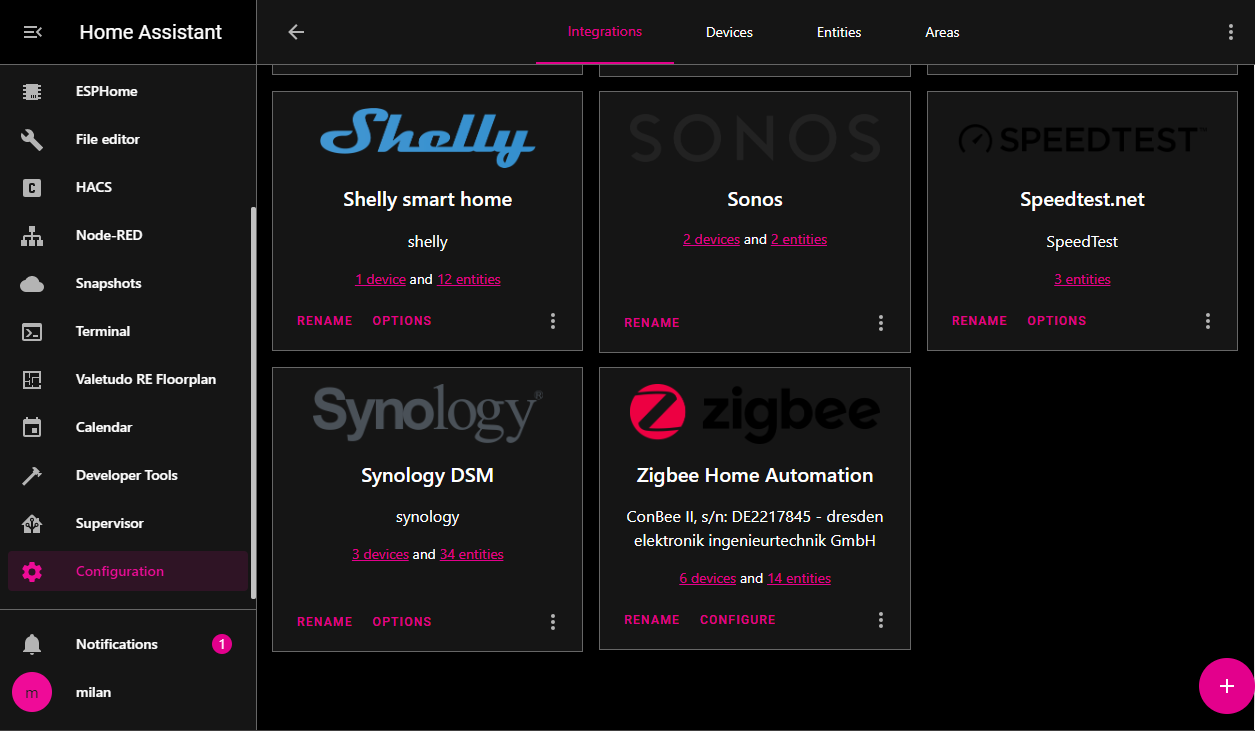 Home Assistant
ESPHome
File editor
HACS
Node-RED
Snapshots
Terminal
Valetudo RE Floorplan
Calendar
Developer Tools
Supervisor
Configuration
Notifications 1
m milan
Integrations Devices Entities Areas
Shelly
Shelly smart home
shelly
1 device and 12 entities
RENAME OPTIONS
SONOS
Sonos
2 devices and 2 entities
RENAME
SPEEDTEST™
Speedtest.net
SpeedTest
3 entities
RENAME OPTIONS
Synology®
Synology DSM
synology
3 devices and 34 entities
RENAME OPTIONS
zigbee
Zigbee Home Automation
ConBee II, s/n: DE2217845 - dresden
elektronik ingenieurtechnik GmbH
6 devices and 14 entities
RENAME CONFIGURE